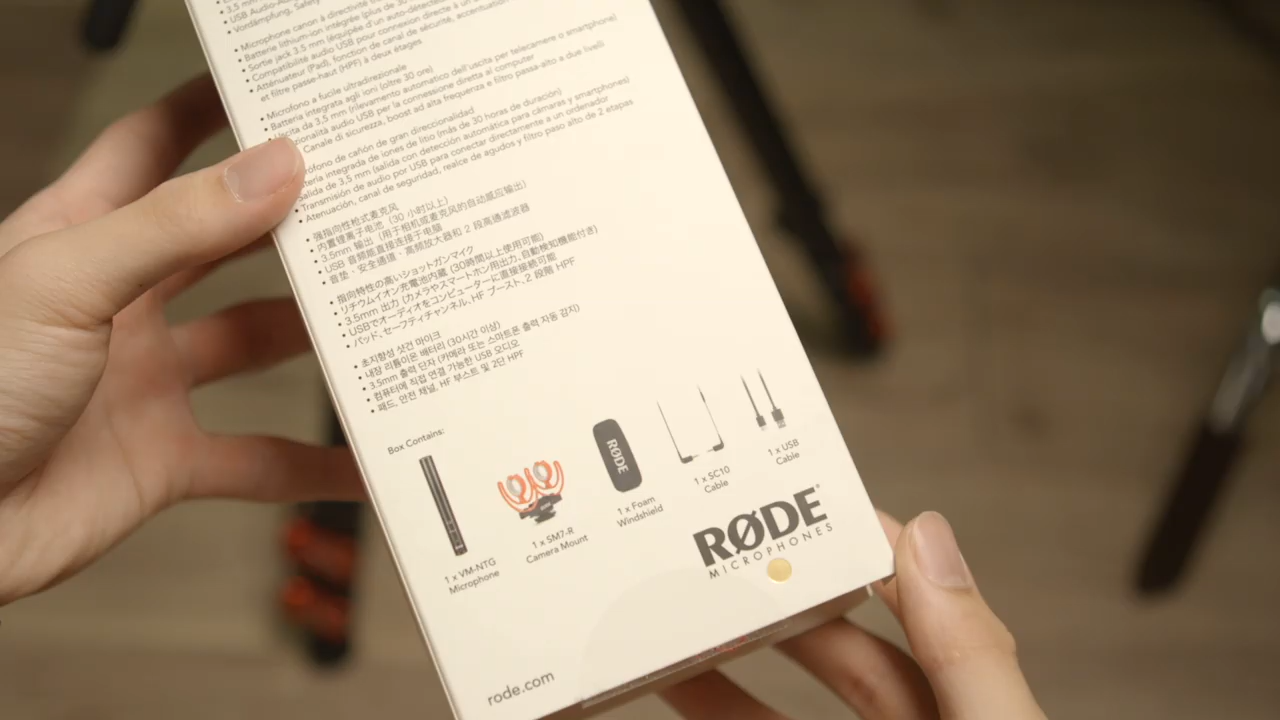 • USB Audio-
Vordämpfung, Safety
• Microphone canon à directivité
• Batterie lithium-ion intégrée (plus de 30
• Sortie jack 3.5 mm (équipée d'un auto-détecte
• Compatibilité audio USB pour connexion directe à un
• Atténuateur (Pad), fonction de canal de sécurité, accentuation
et filtre passe-haut (HPF) à deux étages
• Microfono a fucile ultradirezionale
• Batteria integrata agli ioni (oltre 30 ore)
• Uscita da 3,5 mm (rilevamento automatico dell'uscita per telecamere o smartphone)
zionalità audio USB per la connessione diretta al computer
Canale di sicurezza, boost ad alta frequenza e filtro passa-alto a due livelli
rófono de cañón de gran direccionalidad
tería integrada de iones de litio (más de 30 horas de duración)
Salida de 3,5 mm (salida con detección automática para cámaras y smartphones)
• Transmisión de audio por USB para conectar directamente a un ordenador
• Atenuación, canal de seguridad, realce de agudos y filtro paso alto de 2 etapas
• 强指向性枪式麦克风
• 内置锂离子电池（30 小时以上）
• 3.5mm 输出（用于相机或麦克风的自动感应输出）
• USB 音频能直接连接于电脑
• 音垫、安全通道、高频放大和 2 段高通滤波器
• 指向特性の高いショットガンマイク
• リチウムイオン充電池内蔵 (30時間以上使用可能)
• 3.5mm 出力 (カメラやスマートホン用出力、自動検知機能付き)
• USBでオーディオをコンピューターに直接接続可能
• パッド、セーフティチャンネル、HF ブースト、2 段階 HPF
• 초지향성 샷건 마이크
• 내장 리튬이온 배터리 (30시간 이상)
• 3.5mm 출력 단자 (카메라 또는 스마트폰 출력 자동 감지)
• 컴퓨터에 직접 연결 가능한 USB 오디오
• 패드, 안전 채널, HF 부스트 및 2단 HPF
Box Contains:
RØDE
1 x VM-NTG
Microphone
1 x SM7-R
Camera Mount
1 x Foam
Windshield
1 x SC10
Cable
1 x USB
Cable
RØDE®
MICROPHONES
rode.com